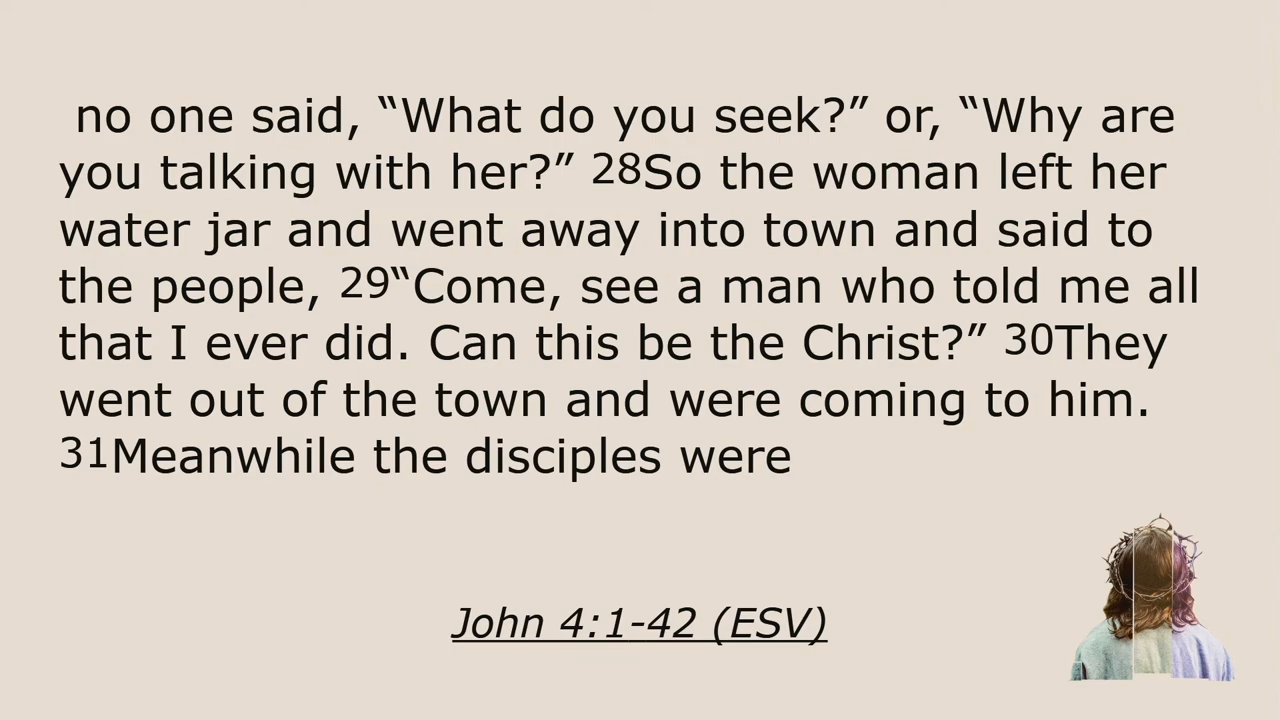 no one said, “What do you seek?” or, “Why are
you talking with her?” 28So the woman left her
water jar and went away into town and said to
the people, 29“Come, see a man who told me all
that I ever did. Can this be the Christ?” 30They
went out of the town and were coming to him.
31Meanwhile the disciples were
John 4:1-42 (ESV)